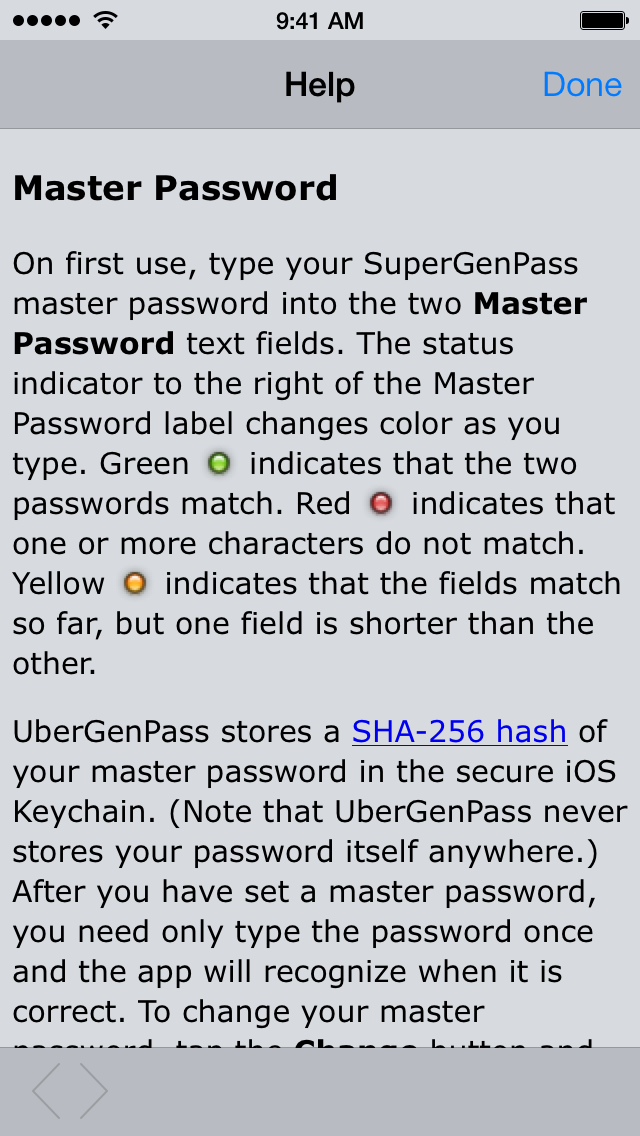 9:41 AM
Help
Done
Master Password
On first use, type your SuperGenPass
master password into the two Master
Password text fields. The status
indicator to the right of the Master
Password label changes color as you
type. Green indicates that the two
passwords match. Red indicates that
one or more characters do not match.
Yellow indicates that the fields match
so far, but one field is shorter than the
other.
UberGenPass stores a SHA-256 hash of
your master password in the secure iOS
Keychain. (Note that UberGenPass never
stores your password itself anywhere.)
After you have set a master password,
you need only type the password once
and the app will recognize when it is
correct. To change your master
password, tap the Change button and